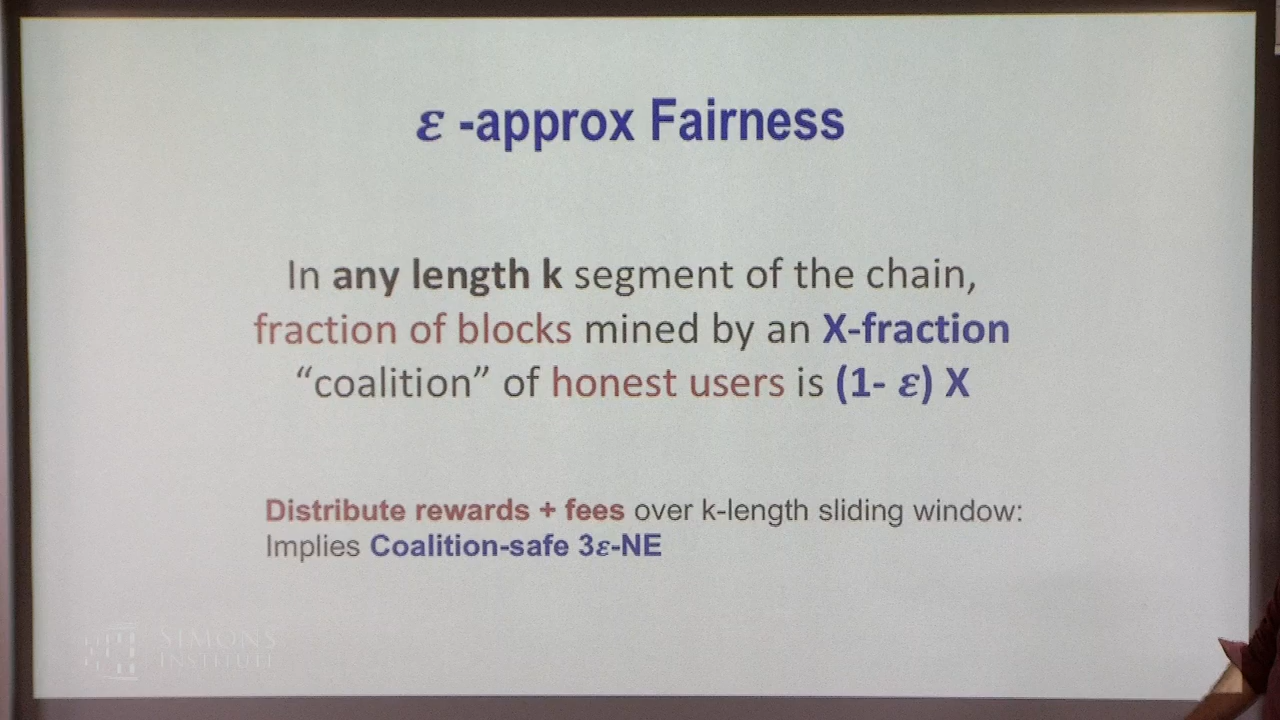 ε -approx Fairness
In any length k segment of the chain,
fraction of blocks mined by an X-fraction
“coalition” of honest users is (1- ε) X
Distribute rewards + fees over k-length sliding window:
Implies Coalition-safe 3ε-NE
SIMONS
INSTITUTE